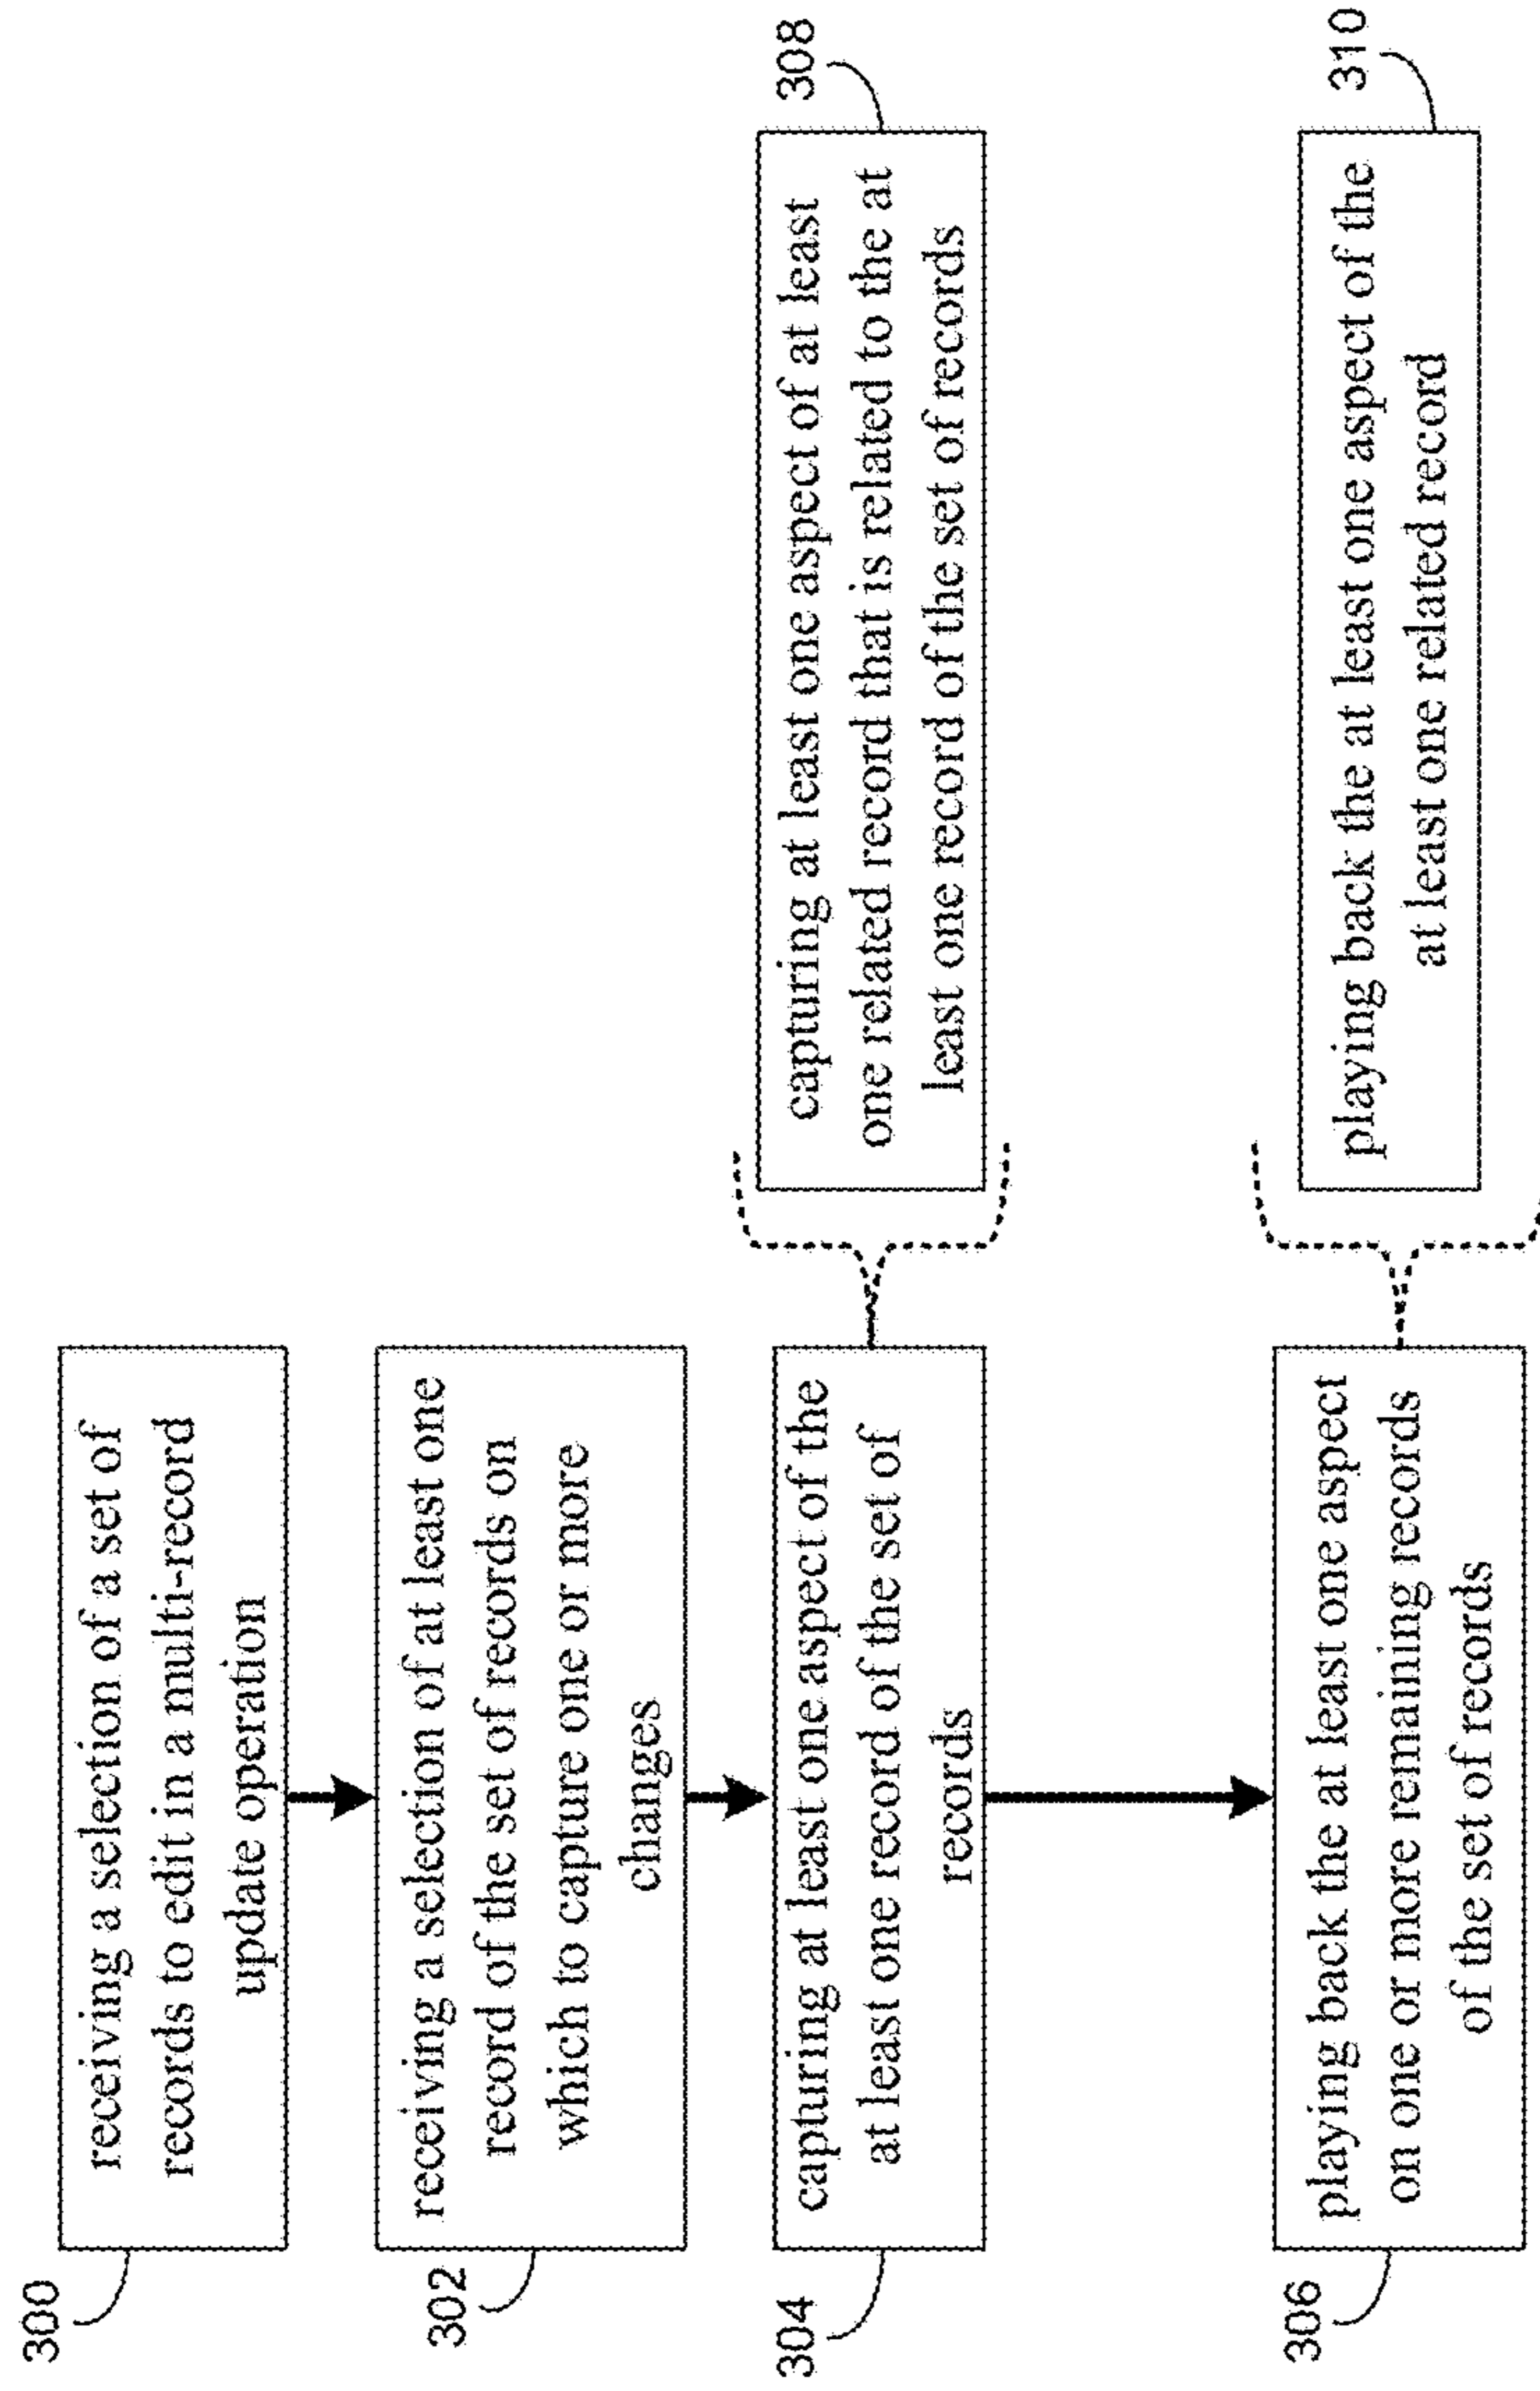 300
receiving a selection of a set of
records to edit in a multi-record
update operation
302
receiving a selection of at least one
record of the set of records on
which to capture one or more
changes
304
capturing at least one aspect of the
at least one record of the set of
records
308
capturing at least one aspect of at least
one related record that is related to the at
least one record of the set of records
306
playing back the at least one aspect
on one or more remaining records
of the set of records
310
playing back the at least one aspect of the
at least one related record